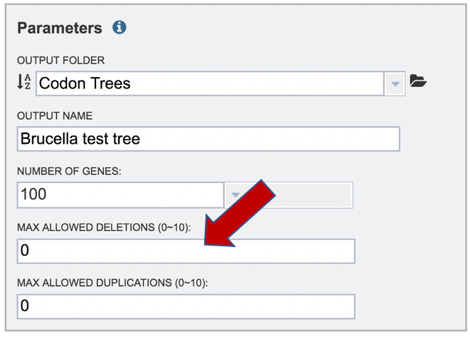 Parameters
OUTPUT FOLDER
Codon Trees
OUTPUT NAME
Brucella test tree
NUMBER OF GENES:
100
MAX ALLOWED DELETIONS (0~10):
0
MAX ALLOWED DUPLICATIONS (0~10):
0